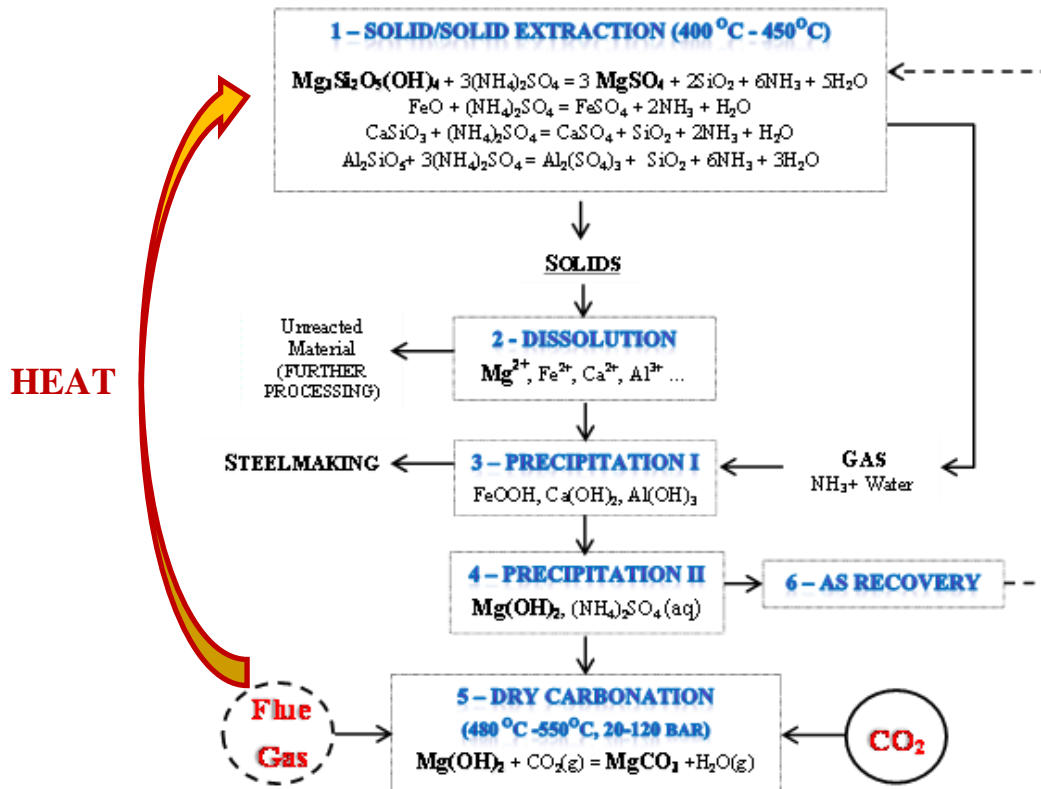 1 – SOLID/SOLID EXTRACTION (400 °C - 450°C)
Mg₃Si₂O₅(OH)₄ + 3(NH₄)₂SO₄ = 3 MgSO₄ + 2SiO₂ + 6NH₃ + 5H₂O
FeO + (NH₄)₂SO₄ = FeSO₄ + 2NH₃ + H₂O
CaSiO₃ + (NH₄)₂SO₄ = CaSO₄ + SiO₂ + 2NH₃ + H₂O
Al₂SiO₅+ 3(NH₄)₂SO₄ = Al₂(SO₄)₃ + SiO₂ + 6NH₃ + 3H₂O
SOLIDS
Unreacted
Material
(FURTHER
PROCESSING)
2 - DISSOLUTION
Mg²⁺, Fe²⁺, Ca²⁺, Al³⁺ ...
HEAT
STEELMAKING
3 – PRECIPITATION I
FeOOH, Ca(OH)₂, Al(OH)₃
GAS
NH₃+ Water
4 – PRECIPITATION II
Mg(OH)₂, (NH₄)₂SO₄ (aq)
6 – AS RECOVERY
Flue
Gas
5 – DRY CARBONATION
(480 °C -550°C, 20-120 BAR)
Mg(OH)₂ + CO₂(g) = MgCO₃ +H₂O(g)
CO₂